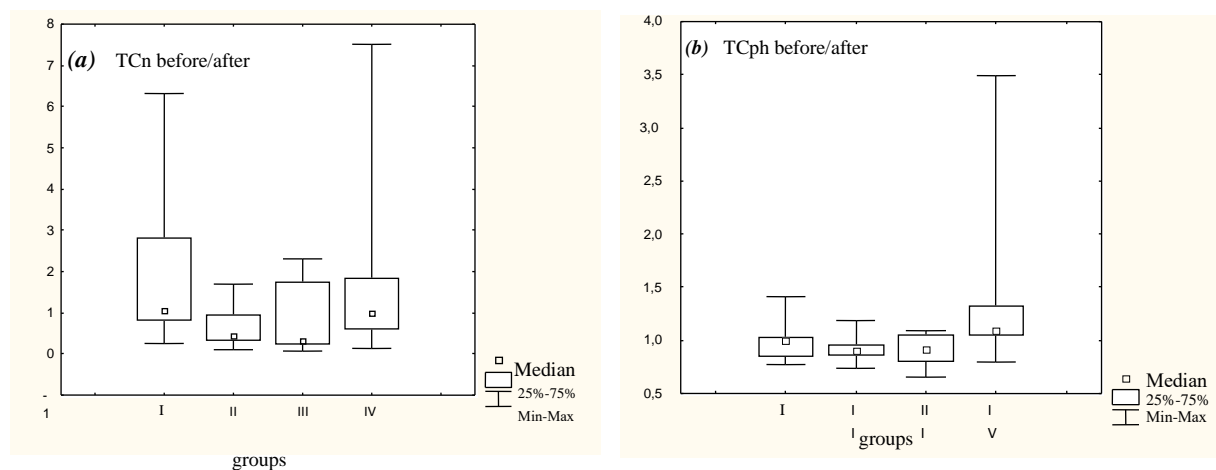 (a) TCn before/after
8
7
6
5
4
3
2
1
0
-
1
I II III IV
groups
Median
25%-75%
Min-Max
(b) TCph before/after
4,0
3,5
3,0
2,5
2,0
1,5
1,0
0,5
I I II I
I groups I V
Median
25%-75%
Min-Max